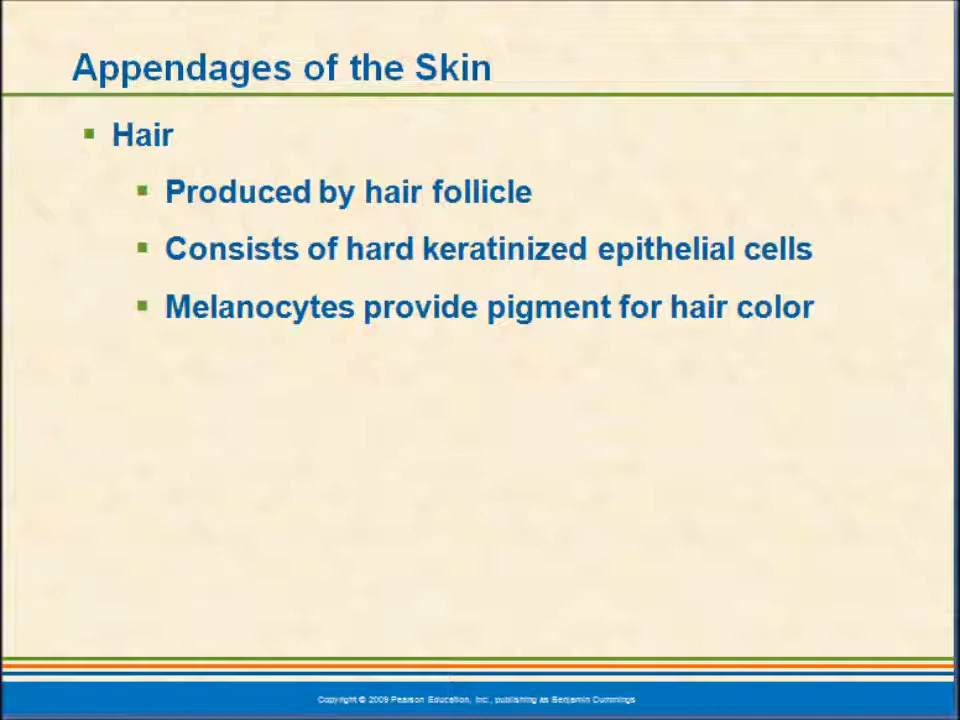 Appendages of the Skin
Hair
Produced by hair follicle
Consists of hard keratinized epithelial cells
Melanocytes provide pigment for hair color
Copyright © 2009 Pearson Education, Inc., publishing as Benjamin Cummings